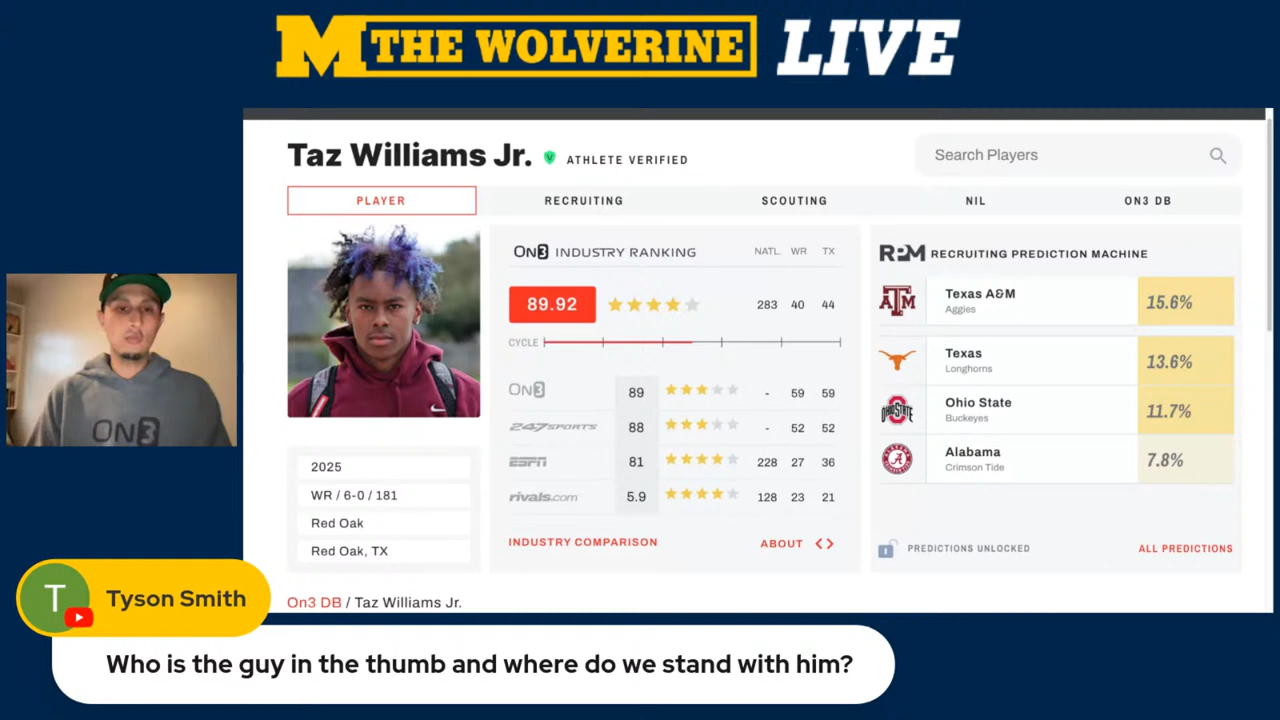 M THE WOLVERINE LIVE
Taz Williams Jr. V ATHLETE VERIFIED
Search Players
PLAYER RECRUITING SCOUTING NIL ON3 DB
On3 INDUSTRY RANKING NATL. WR TX
89.92 283 40 44
CYCLE
On3 89 - 59 59
247SPORTS 88 - 52 52
ESPN 81 228 27 36
rivals.com 5.9 128 23 21
INDUSTRY COMPARISON ABOUT
RPM RECRUITING PREDICTION MACHINE
ATM Texas A&M 15.6%
Aggies
Texas 13.6%
Longhorns
OHIO STATE Ohio State 11.7%
Buckeyes
Alabama 7.8%
Crimson Tide
PREDICTIONS UNLOCKED ALL PREDICTIONS
2025
WR / 6-0 / 181
Red Oak
Red Oak, TX
On3 DB / Taz Williams Jr.
ON3
T Tyson Smith
Who is the guy in the thumb and where do we stand with him?